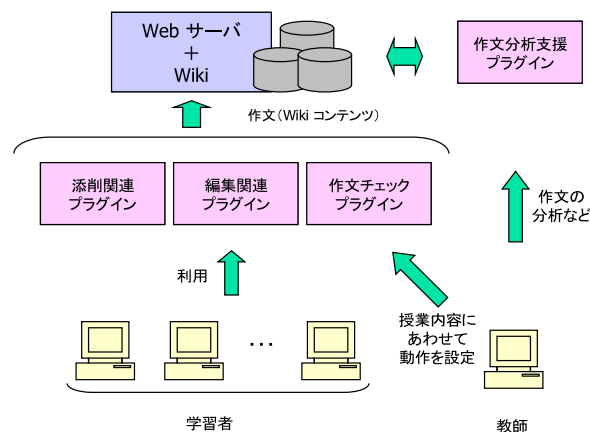 Web サーバ
+
Wiki
作文分析支援
プラグイン
作文(Wiki コンテンツ)
添削関連
プラグイン
編集関連
プラグイン
作文チェック
プラグイン
作文の
分析など
利用
授業内容に
あわせて
動作を設定
...
学習者
教師